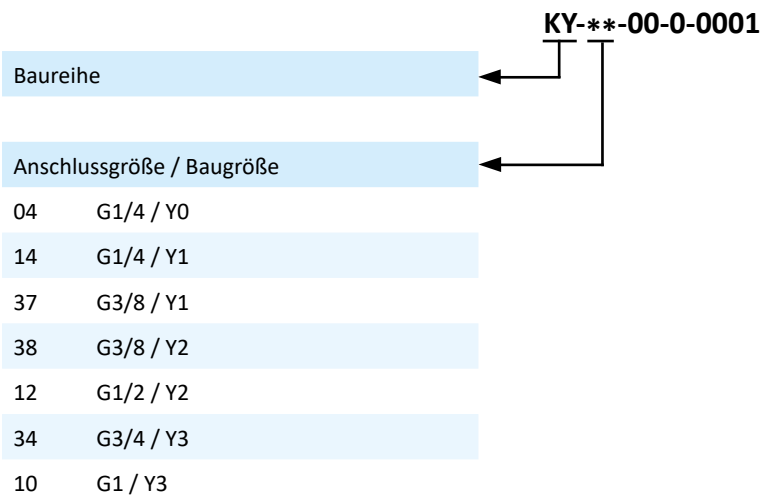 KY-**-00-0-0001
Baureihe
Anschlussgröße / Baugröße
04 G1/4 / Y0
14 G1/4 / Y1
37 G3/8 / Y1
38 G3/8 / Y2
12 G1/2 / Y2
34 G3/4 / Y3
10 G1 / Y3